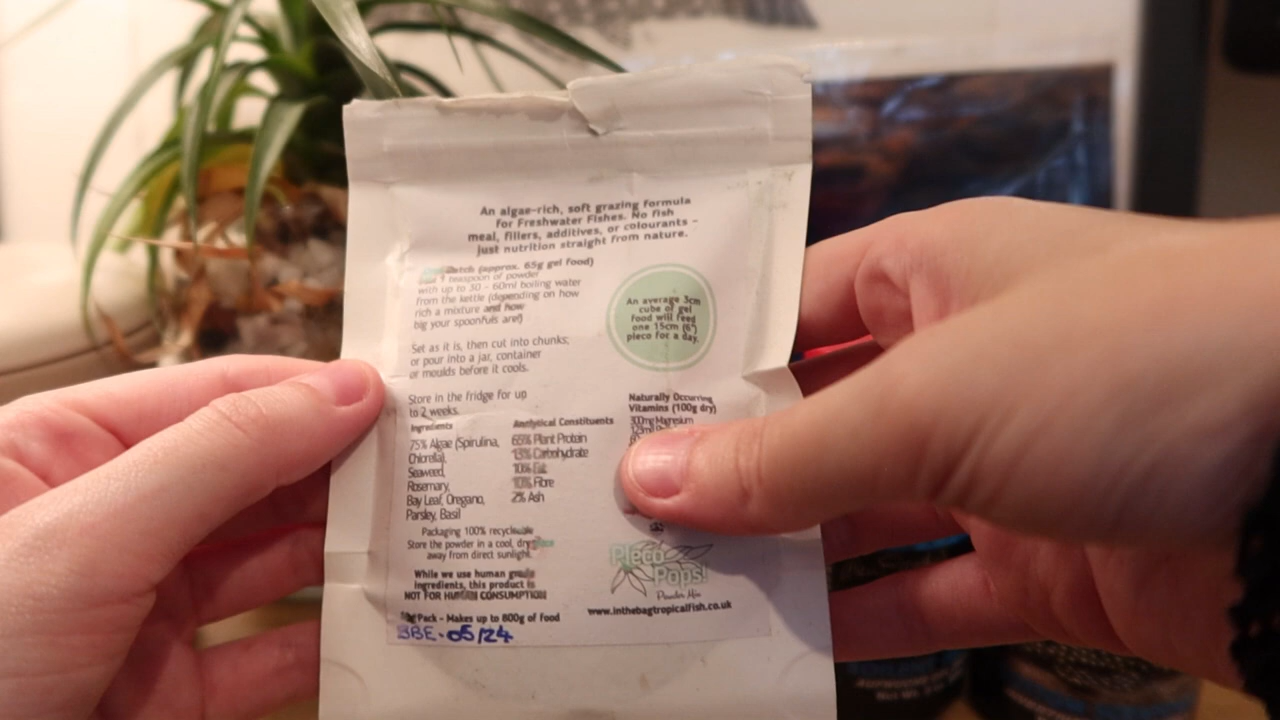 An algae-rich, soft grazing formula
for Freshwater Fishes. No fish
meal, fillers, additives, or colourants -
just nutrition straight from nature.
Batch (approx. 65g gel food)
1 teaspoon of powder
with up to 30 - 60ml boiling water
from the kettle (depending on how
rich a mixture and how
big your spoonfuls are!)
An average 3cm
cube of gel
food will feed
one 15cm (6")
pleco for a day.
Set as it is, then cut into chunks;
or pour into a jar, container
or moulds before it cools.
Store in the fridge for up
to 2 weeks.
Ingredients
75% Algae (Spirulina,
Chlorella),
Seaweed,
Rosemary,
Bay Leaf, Oregano,
Parsley, Basil
Analytical Constituents
65% Plant Protein
13% Carbohydrate
10% Fat
10% Fibre
2% Ash
Naturally Occurring
Vitamins (100g dry)
300mg Magnesium
Packaging 100% recyclable
Store the powder in a cool, dry place
away from direct sunlight.
While we use human grade
ingredients, this product is
NOT FOR HUMAN CONSUMPTION
Pack - Makes up to 800g of food
BBE - 05/24
Pleco
Pops!
Powder Mix
www.inthebagtropicalfish.co.uk